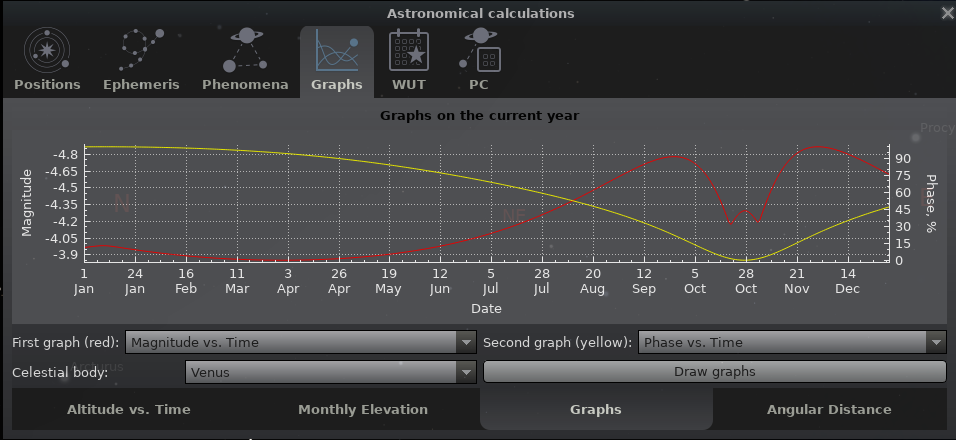 Astronomical calculations
Positions Ephemeris Phenomena Graphs WUT PC
Graphs on the current year
Procy
-4.8 90
-4.65 75
-4.5 60
-4.35 45
-4.2 30
-4.05 15
-3.9 0
Magnitude
Phase, %
N
NE
1 24 16 11 3 26 19 12 5 28 20 12 5 28 21 14
Jan Jan Feb Mar Apr Apr May Jun Jul Jul Aug Sep Oct Oct Nov Dec
Date
First graph (red): Magnitude vs. Time Second graph (yellow): Phase vs. Time
Celestial body: Venus Draw graphs
Altitude vs. Time Monthly Elevation Graphs Angular Distance